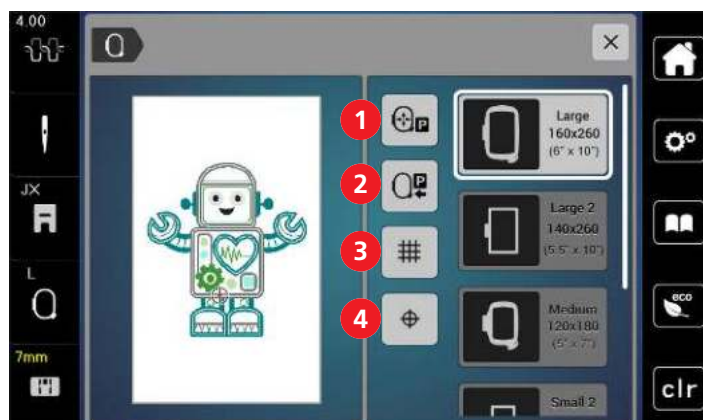 4.00
JX
L
7mm
1
P
2
P
3
4
Large
160x260
(6" x 10")
Large 2
140x260
(5.5" x 10")
Medium
120x180
(5" x 7")
Small 2
eco
clr